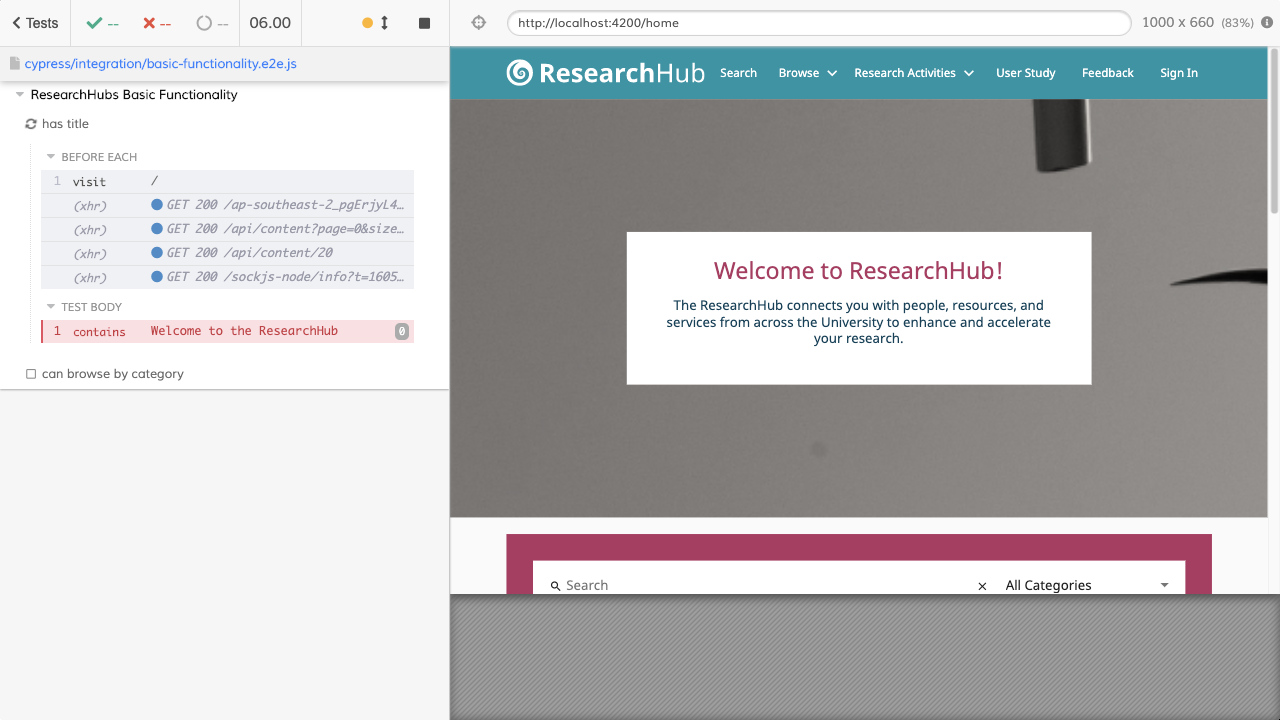 Tests
--
--
--
06.00
cypress/integration/basic-functionality.e2e.js
ResearchHubs Basic Functionality
has title
BEFORE EACH
1 visit /
(xhr) GET 200 /ap-southeast-2_pgErjyL4…
(xhr) GET 200 /api/content?page=0&size…
(xhr) GET 200 /api/content/20
(xhr) GET 200 /sockjs-node/info?t=1605…
TEST BODY
1 contains Welcome to the ResearchHub 0
can browse by category
http://localhost:4200/home
1000 x 660 (83%)
ResearchHub Search Browse Research Activities User Study Feedback Sign In
Welcome to ResearchHub!
The ResearchHub connects you with people, resources, and
services from across the University to enhance and accelerate
your research.
Search × All Categories